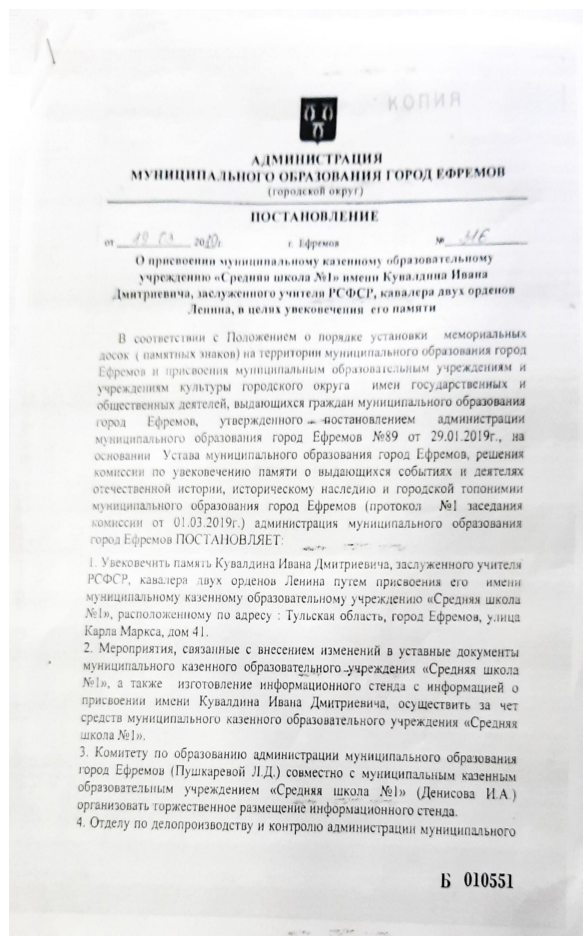 КОПИЯ
АДМИНИСТРАЦИЯ
МУНИЦИПАЛЬНОГО ОБРАЗОВАНИЯ ГОРОД ЕФРЕМОВ
(городской округ)
ПОСТАНОВЛЕНИЕ
от 19 03 20 г. г. Ефремов №
О присвоении муниципальному казенному образовательному
учреждению «Средняя школа №1» имени Кувалдина Ивана
Дмитриевича, заслуженного учителя РСФСР, кавалера двух орденов
Ленина, в целях увековечения его памяти
В соответствии с Положением о порядке установки мемориальных
досок ( памятных знаков) на территории муниципального образования город
Ефремов и присвоения муниципальным образовательным учреждениям и
учреждениям культуры городского округа имен государственных и
общественных деятелей, выдающихся граждан муниципального образования
город Ефремов, утвержденного постановлением администрации
муниципального образования город Ефремов №89 от 29.01.2019г., на
основании Устава муниципального образования город Ефремов, решения
комиссии по увековечению памяти о выдающихся событиях и деятелях
отечественной истории, историческому наследию и городской топонимии
муниципального образования город Ефремов (протокол №1 заседания
комиссии от 01.03.2019г.) администрация муниципального образования
город Ефремов ПОСТАНОВЛЯЕТ:
1. Увековечить память Кувалдина Ивана Дмитриевича, заслуженного учителя
РСФСР, кавалера двух орденов Ленина путем присвоения его имени
муниципальному казенному образовательному учреждению «Средняя школа
№1», расположенному по адресу : Тульская область, город Ефремов, улица
Карла Маркса, дом 41.
2. Мероприятия, связанные с внесением изменений в уставные документы
муниципального казенного образовательного учреждения «Средняя школа
№1», а также изготовление информационного стенда с информацией о
присвоении имени Кувалдина Ивана Дмитриевича, осуществить за счет
средств муниципального казенного образовательного учреждения «Средняя
школа №1».
3. Комитету по образованию администрации муниципального образования
город Ефремов (Пушкаревой Л.Д.) совместно с муниципальным казенным
образовательным учреждением «Средняя школа №1» (Денисова И.А.)
организовать торжественное размещение информационного стенда.
4. Отделу по делопроизводству и контролю администрации муниципального
Б 010551